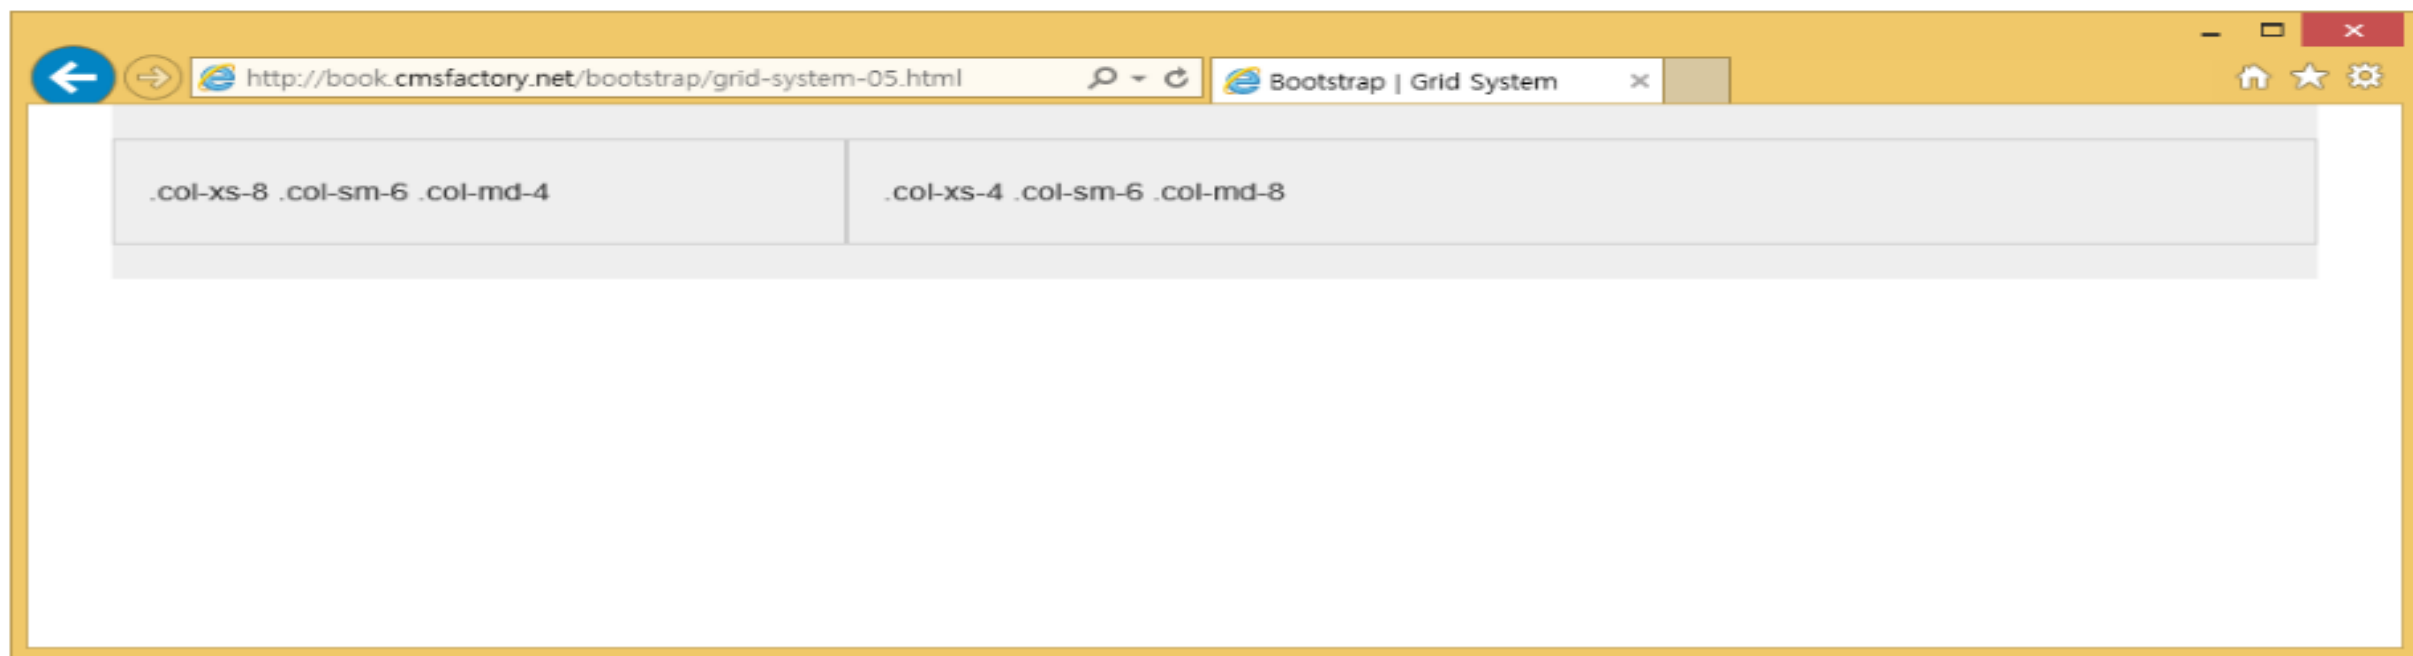 http://book.cmsfactory.net/bootstrap/grid-system-05.html
Bootstrap | Grid System
.col-xs-8 .col-sm-6 .col-md-4
.col-xs-4 .col-sm-6 .col-md-8